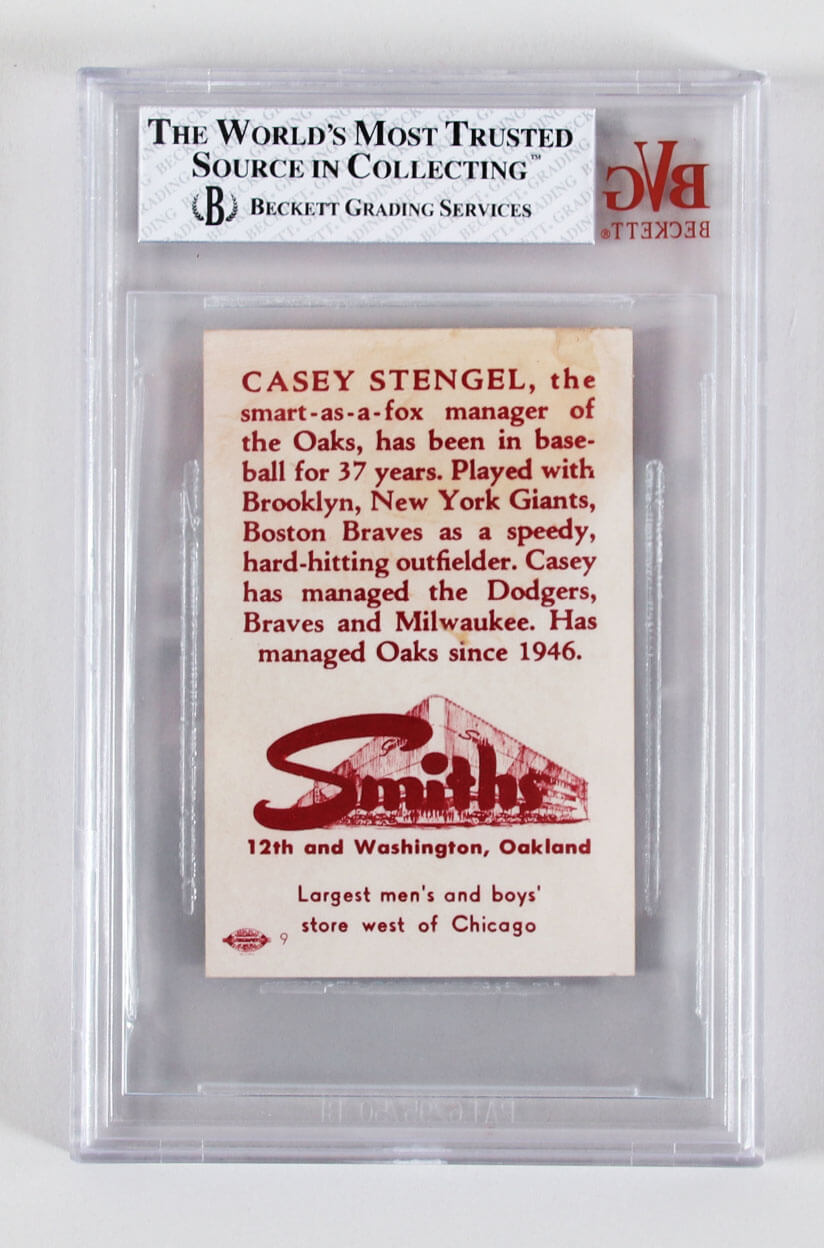 THE WORLD'S MOST TRUSTED
SOURCE IN COLLECTING™
B BECKETT GRADING SERVICES
BVG
BECKETT®
CASEY STENGEL, the
smart-as-a-fox manager of
the Oaks, has been in base-
ball for 37 years. Played with
Brooklyn, New York Giants,
Boston Braves as a speedy,
hard-hitting outfielder. Casey
has managed the Dodgers,
Braves and Milwaukee. Has
managed Oaks since 1946.
Smiths
12th and Washington, Oakland
Largest men's and boys'
store west of Chicago
9